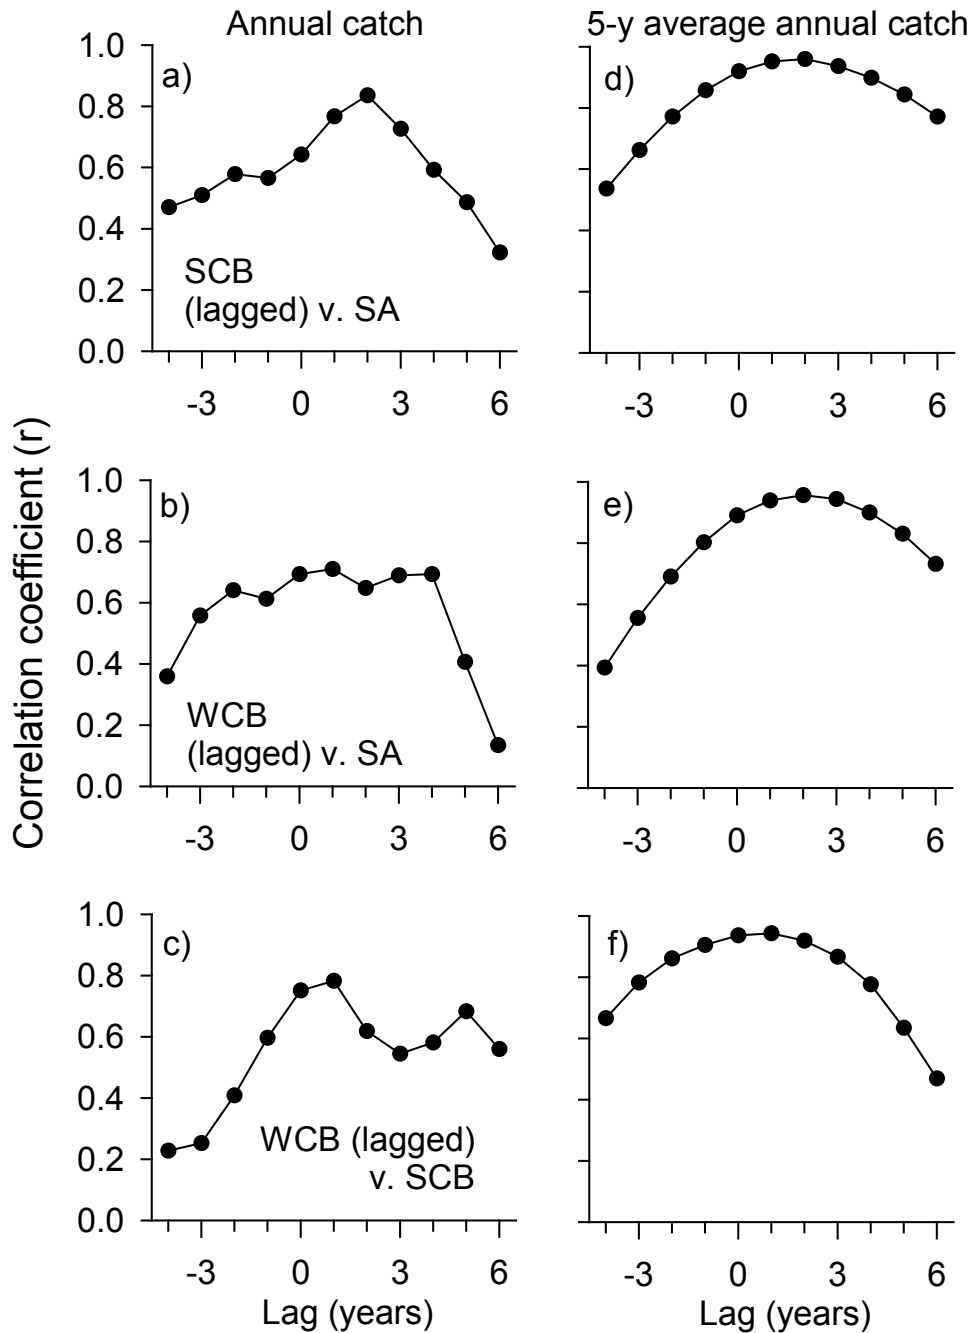 Annual catch
5-y average annual catch
Correlation coefficient (r)
a)
1.0
0.8
0.6
0.4
0.2
0.0
SCB
(lagged) v. SA
-3 0 3 6
d)
-3 0 3 6
b)
1.0
0.8
0.6
0.4
0.2
0.0
WCB
(lagged) v. SA
-3 0 3 6
e)
-3 0 3 6
c)
1.0
0.8
0.6
0.4
0.2
0.0
WCB (lagged)
v. SCB
-3 0 3 6
Lag (years)
f)
-3 0 3 6
Lag (years)